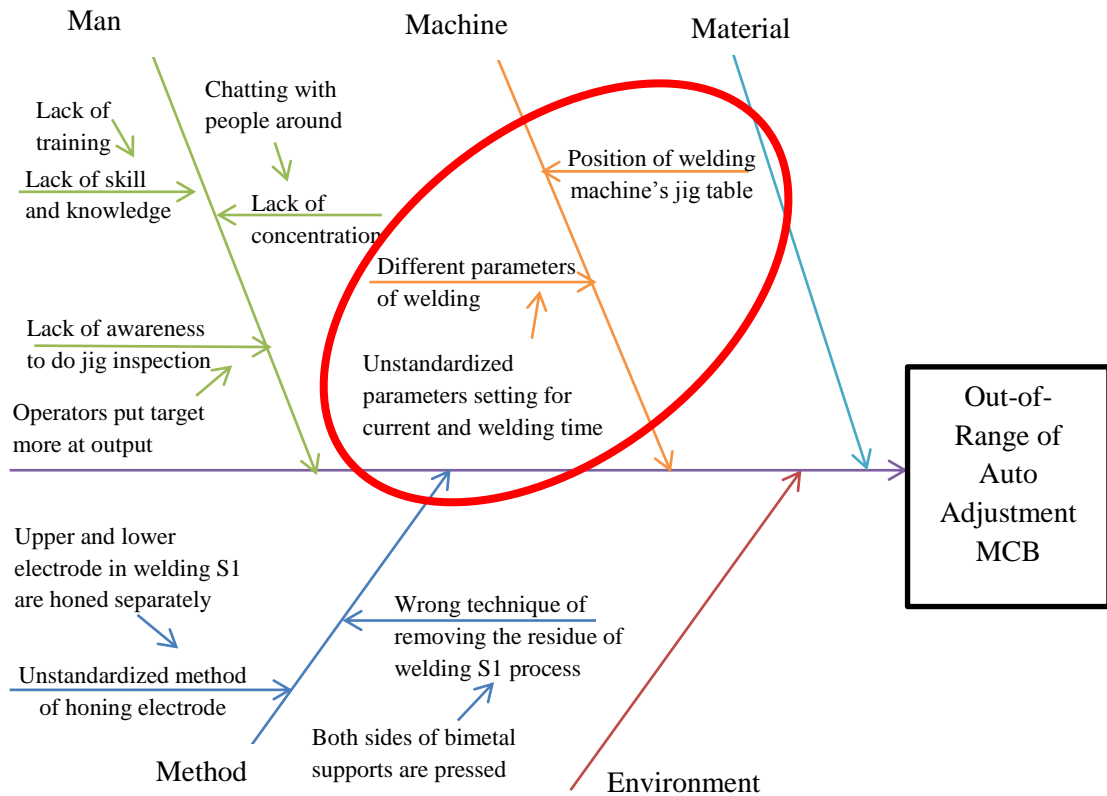 Man
Machine
Material
Lack of
training
Chatting with
people around
Lack of skill
and knowledge
Lack of
concentration
Position of welding
machine's jig table
Different parameters
of welding
Lack of awareness
to do jig inspection
Operators put target
more at output
Unstandardized
parameters setting for
current and welding time
Out-of-
Range of
Auto
Adjustment
MCB
Upper and lower
electrode in welding S1
are honed separately
Unstandardized method
of honing electrode
Wrong technique of
removing the residue of
welding S1 process
Both sides of bimetal
supports are pressed
Method
Environment